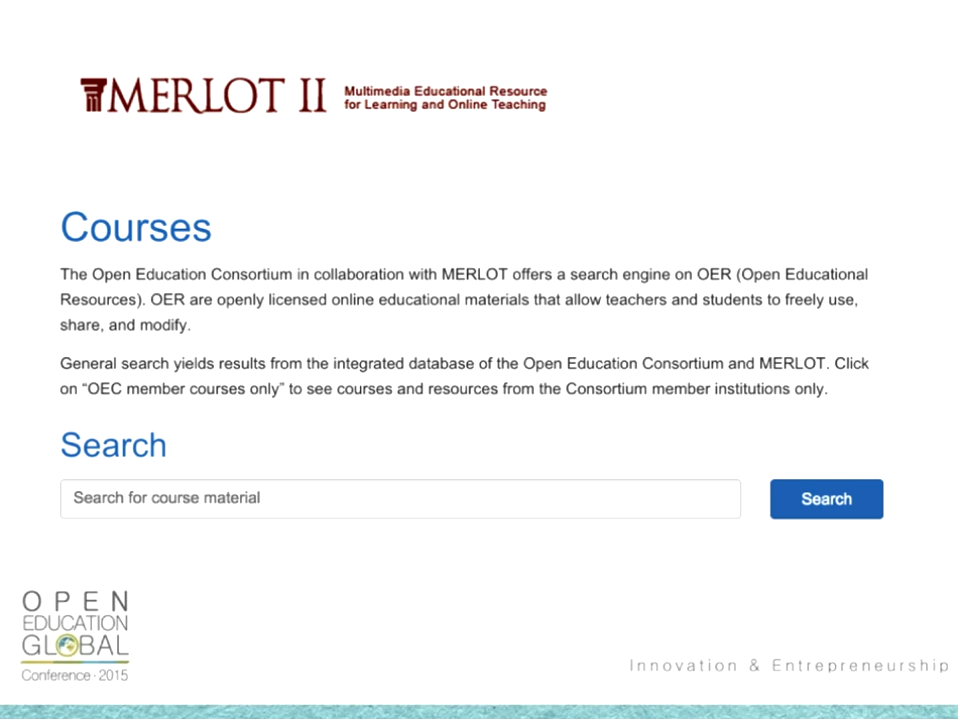 MERLOT II
Multimedia Educational Resource
for Learning and Online Teaching
Courses
The Open Education Consortium in collaboration with MERLOT offers a search engine on OER (Open Educational
Resources). OER are openly licensed online educational materials that allow teachers and students to freely use,
share, and modify.
General search yields results from the integrated database of the Open Education Consortium and MERLOT. Click
on “OEC member courses only” to see courses and resources from the Consortium member institutions only.
Search
Search for course material
Search
OPEN
EDUCATION
GLOBAL
Conference · 2015
Innovation & Entrepreneurship